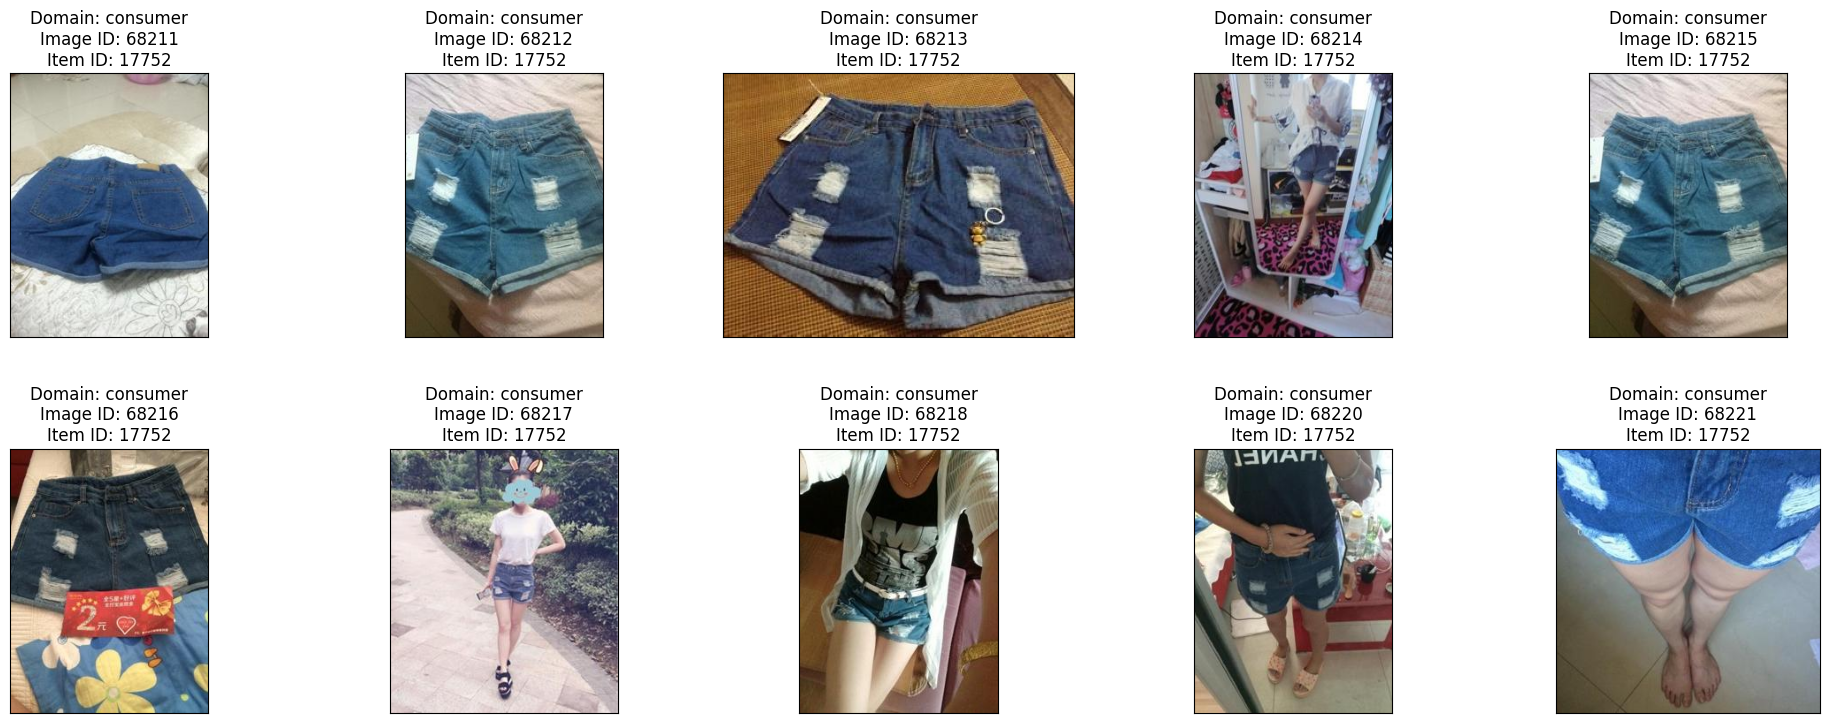 Domain: consumer
Image ID: 68211
Item ID: 17752
Domain: consumer
Image ID: 68212
Item ID: 17752
Domain: consumer
Image ID: 68213
Item ID: 17752
Domain: consumer
Image ID: 68214
Item ID: 17752
Domain: consumer
Image ID: 68215
Item ID: 17752
Domain: consumer
Image ID: 68216
Item ID: 17752
Domain: consumer
Image ID: 68217
Item ID: 17752
Domain: consumer
Image ID: 68218
Item ID: 17752
Domain: consumer
Image ID: 68220
Item ID: 17752
Domain: consumer
Image ID: 68221
Item ID: 17752
2元
CHANEL